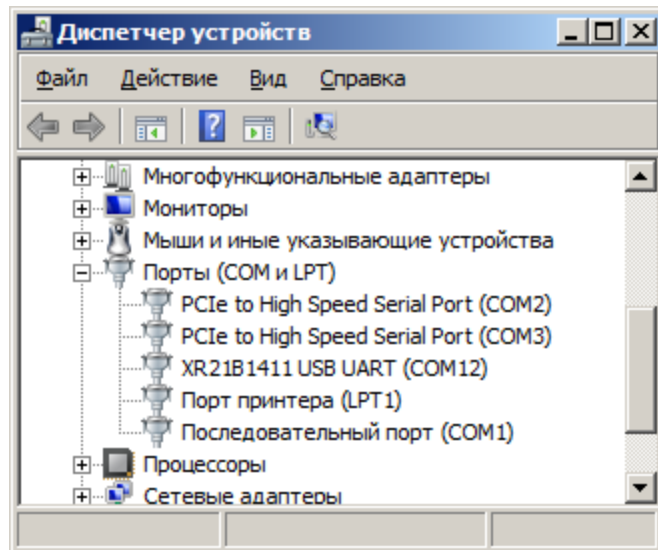 Диспетчер устройств
Файл Действие Вид Справка
Многофункциональные адаптеры
Мониторы
Мыши и иные указывающие устройства
Порты (COM и LPT)
PCIe to High Speed Serial Port (COM2)
PCIe to High Speed Serial Port (COM3)
XR21B1411 USB UART (COM12)
Порт принтера (LPT1)
Последовательный порт (COM1)
Процессоры
Сетевые адаптеры